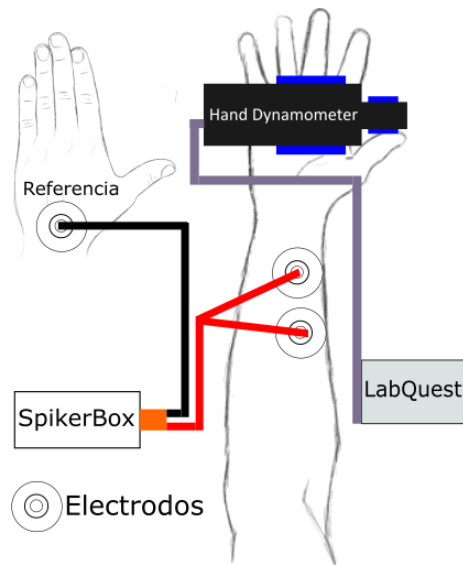 Hand Dynamometer
Referencia
LabQuest
SpikerBox
Electrodos